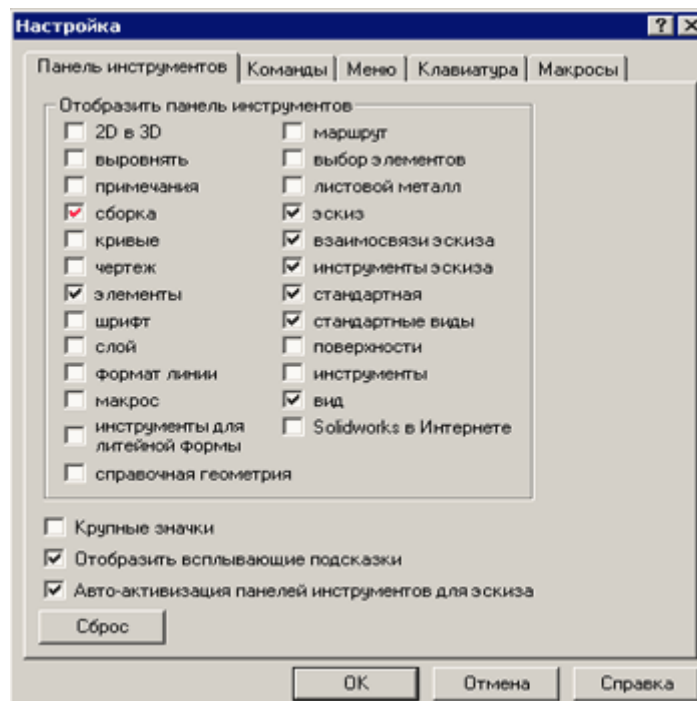 Настройка
Панель инструментов
Команды
Меню
Клавиатура
Макросы
Отобразить панель инструментов
2D в 3D
выровнять
примечания
сборка
кривые
чертеж
элементы
шрифт
слой
формат линии
макрос
инструменты для
литейной формы
справочная геометрия
маршрут
выбор элементов
листовой металл
эскиз
взаимосвязи эскиза
инструменты эскиза
стандартная
стандартные виды
поверхности
инструменты
вид
Solidworks в Интернете
Крупные значки
Отобразить всплывающие подсказки
Авто-активизация панелей инструментов для эскиза
Сброс
OK
Отмена
Справка